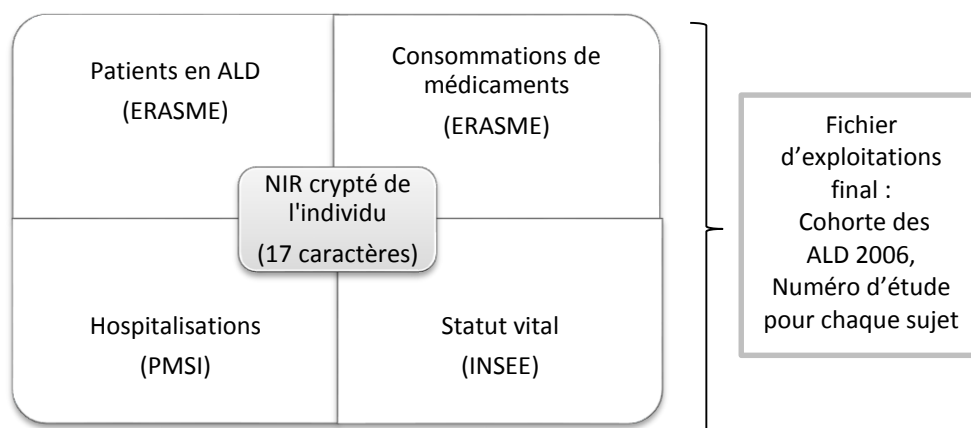 Patients en ALD
(ERASME)
Consommations de
médicaments
(ERASME)
NIR crypté de
l'individu
(17 caractères)
Hospitalisations
(PMSI)
Statut vital
(INSEE)
Fichier
d’exploitations
final :
Cohorte des
ALD 2006,
Numéro d’étude
pour chaque sujet